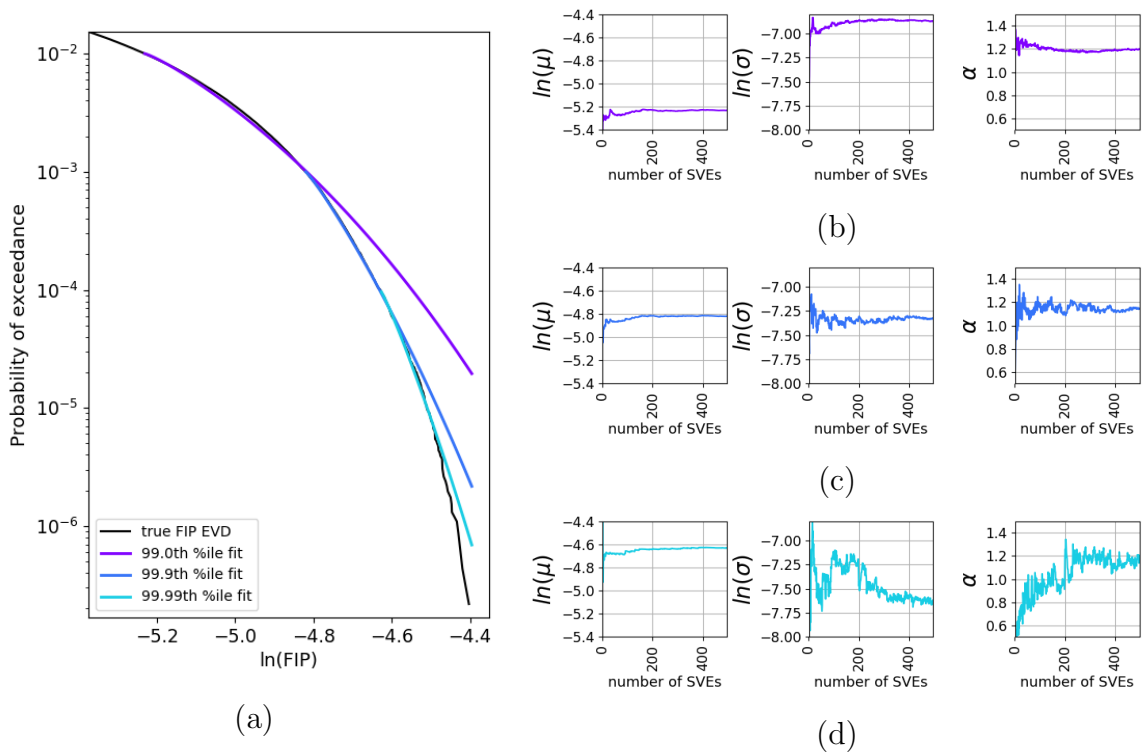 Probability of exceedance
10⁻²
10⁻³
10⁻⁴
10⁻⁵
10⁻⁶
true FIP EVD
99.0th %ile fit
99.9th %ile fit
99.99th %ile fit
−5.2 −5.0 −4.8 −4.6 −4.4
ln(FIP)
(a)
ln(μ)
−4.4
−4.6
−4.8
−5.0
−5.2
−5.4
0 200 400
number of SVEs
ln(σ)
−7.00
−7.25
−7.50
−7.75
−8.00
0 200 400
number of SVEs
α
1.4
1.2
1.0
0.8
0.6
0 200 400
number of SVEs
(b)
ln(μ)
−4.4
−4.6
−4.8
−5.0
−5.2
−5.4
0 200 400
number of SVEs
ln(σ)
−7.00
−7.25
−7.50
−7.75
−8.00
0 200 400
number of SVEs
α
1.4
1.2
1.0
0.8
0.6
0 200 400
number of SVEs
(c)
ln(μ)
−4.4
−4.6
−4.8
−5.0
−5.2
−5.4
0 200 400
number of SVEs
ln(σ)
−7.00
−7.25
−7.50
−7.75
−8.00
0 200 400
number of SVEs
α
1.4
1.2
1.0
0.8
0.6
0 200 400
number of SVEs
(d)